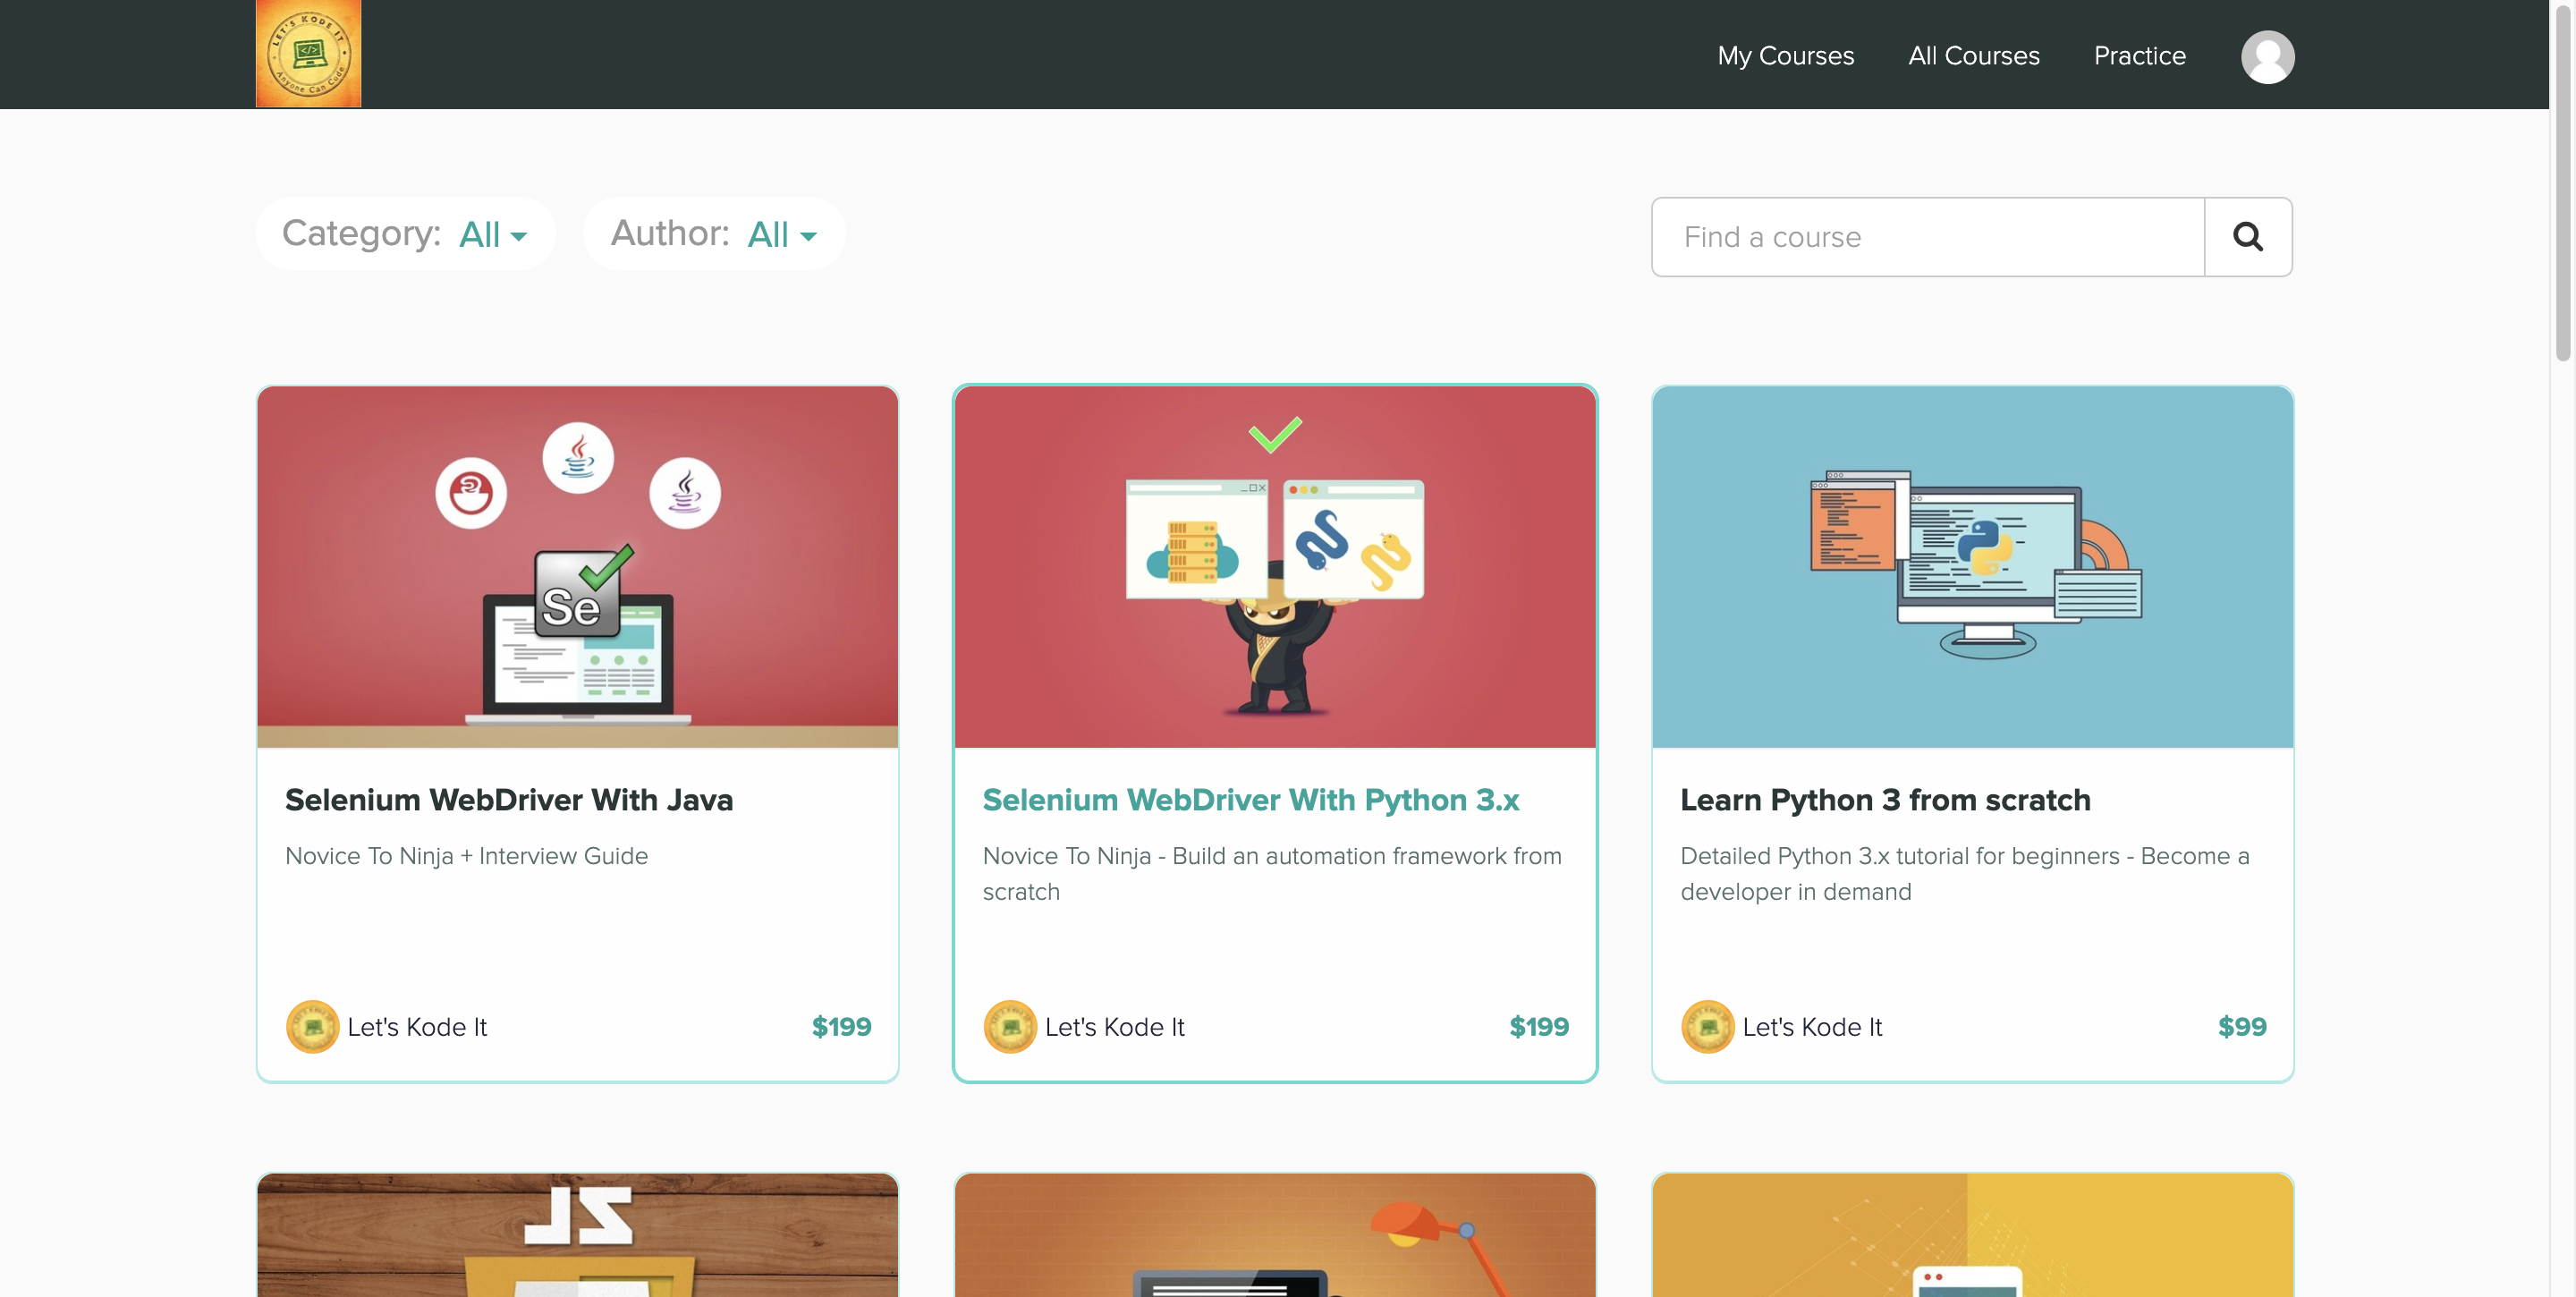 LET'S KODE IT
Anyone Can Code
My Courses
All Courses
Practice
Category: All
Author: All
Find a course
Se
Selenium WebDriver With Java
Novice To Ninja + Interview Guide
Let's Kode It
$199
Selenium WebDriver With Python 3.x
Novice To Ninja - Build an automation framework from
scratch
Let's Kode It
$199
Learn Python 3 from scratch
Detailed Python 3.x tutorial for beginners - Become a
developer in demand
Let's Kode It
$99
JS